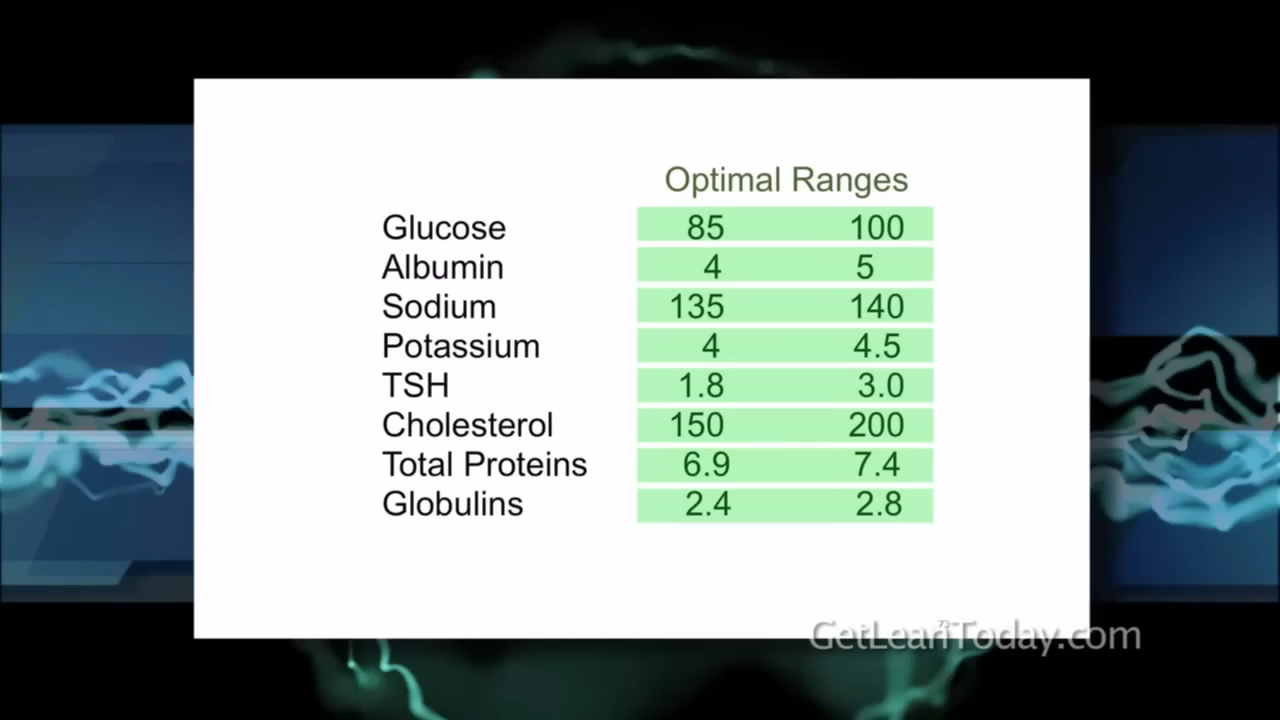 Optimal Ranges
Glucose 85 100
Albumin 4 5
Sodium 135 140
Potassium 4 4.5
TSH 1.8 3.0
Cholesterol 150 200
Total Proteins 6.9 7.4
Globulins 2.4 2.8
73
GetLeanToday.com